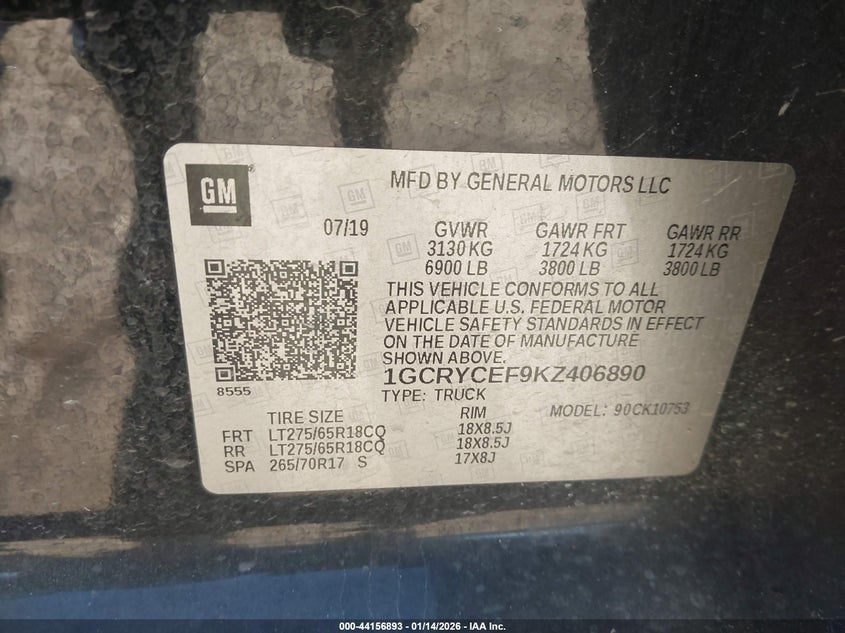 GM
MFD BY GENERAL MOTORS LLC
07/19
GVWR GAWR FRT GAWR RR
3130 KG 1724 KG 1724 KG
6900 LB 3800 LB 3800 LB
THIS VEHICLE CONFORMS TO ALL
APPLICABLE U.S. FEDERAL MOTOR
VEHICLE SAFETY STANDARDS IN EFFECT
ON THE DATE OF MANUFACTURE
SHOWN ABOVE.
1GCRYCEF9KZ406890
8555
TYPE: TRUCK
MODEL: 90CK10753
TIRE SIZE RIM
FRT LT275/65R18CQ 18X8.5J
RR LT275/65R18CQ 18X8.5J
SPA 265/70R17 S 17X8J
000-44156893 - 01/14/2026 - IAA Inc.